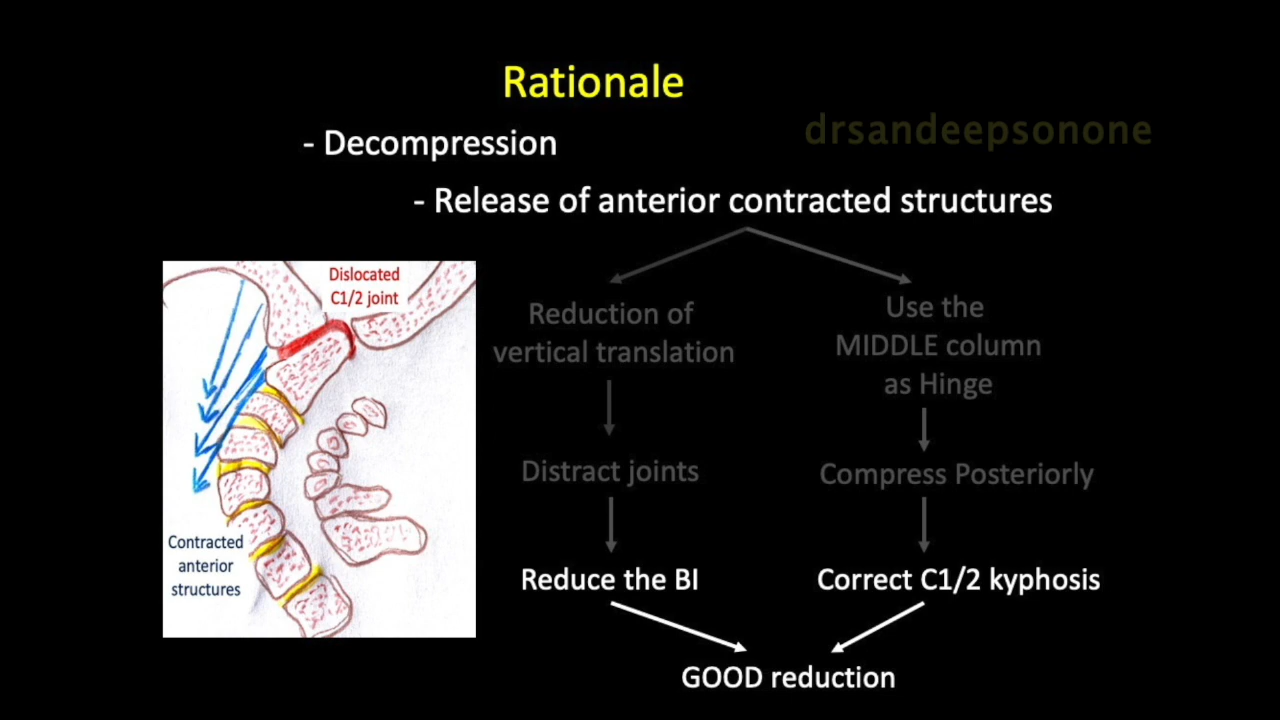 Rationale
drsandeepsonone
- Decompression
- Release of anterior contracted structures
Dislocated
C1/2 joint
Contracted
anterior
structures
Reduction of
vertical translation
Distract joints
Reduce the BI
Use the
MIDDLE column
as Hinge
Compress Posteriorly
Correct C1/2 kyphosis
GOOD reduction